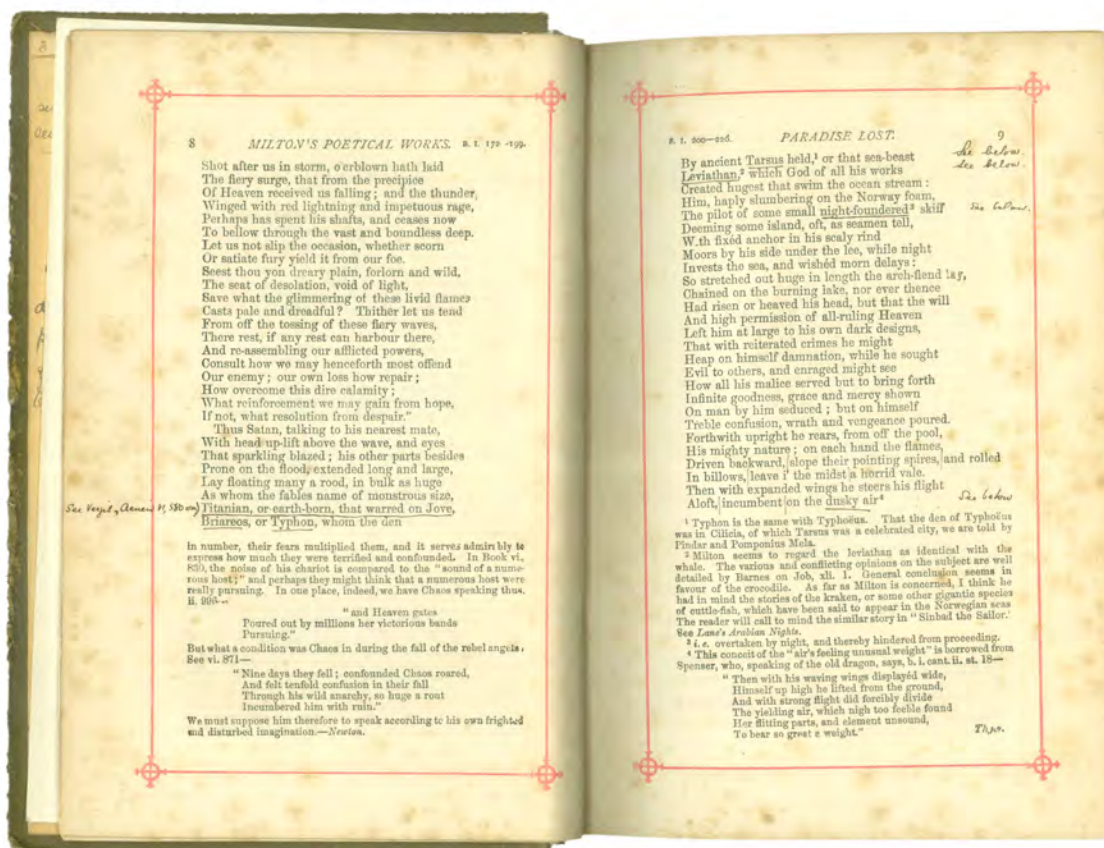 8 MILTON'S POETICAL WORKS. B. I. 172-199.
Shot after us in storm, o'erblown hath laid
The fiery surge, that from the precipice
Of Heaven received us falling; and the thunder,
Winged with red lightning and impetuous rage,
Perhaps has spent his shafts, and ceases now
To bellow through the vast and boundless deep.
Let us not slip the occasion, whether scorn
Or satiate fury yield it from our foe.
Seest thou yon dreary plain, forlorn and wild,
The seat of desolation, void of light,
Save what the glimmering of these livid flames
Casts pale and dreadful? Thither let us tend
From off the tossing of these fiery waves,
There rest, if any rest can harbour there,
And re-assembling our afflicted powers,
Consult how we may henceforth most offend
Our enemy; our own loss how repair;
How overcome this dire calamity;
What reinforcement we may gain from hope,
If not, what resolution from despair."
Thus Satan, talking to his nearest mate,
With head up-lift above the wave, and eyes
That sparkling blazed; his other parts besides
Prone on the flood, extended long and large,
Lay floating many a rood, in bulk as huge
As whom the fables name of monstrous size,
See Vergil, Aeneid VI, 580 on) Titanian, or earth-born, that warred on Jove,
Briareos, or Typhon, whom the den
in number, their fears multiplied them, and it serves admirbly to
express how much they were terrified and confounded. In Book vi.
830, the noise of his chariot is compared to the "sound of a nume-
rous host;" and perhaps they might think that a numerous host were
really pursuing. In one place, indeed, we have Chaos speaking thus.
ii. 996—
"and Heaven gates
Poured out by millions her victorious bands
Pursuing."
But what a condition was Chaos in during the fall of the rebel angels.
See vi. 871—
"Nine days they fell; confounded Chaos roared,
And felt tenfold confusion in their fall
Through his wild anarchy, so huge a rout
Incumbered him with ruin."
We must suppose him therefore to speak according to his own frighted
and disturbed imagination.—Newton.
B. I. 200—226. PARADISE LOST. 9
By ancient Tarsus held,¹ or that sea-beast See below.
Leviathan,² which God of all his works See below.
Created hugest that swim the ocean stream:
Him, haply slumbering on the Norway foam,
The pilot of some small night-foundered³ skiff See below.
Deeming some island, oft, as seamen tell,
W.th fixéd anchor in his scaly rind
Moors by his side under the lee, while night
Invests the sea, and wishéd morn delays:
So stretched out huge in length the arch-fiend lay,
Chained on the burning lake, nor ever thence
Had risen or heaved his head, but that the will
And high permission of all-ruling Heaven
Left him at large to his own dark designs,
That with reiterated crimes he might
Heap on himself damnation, while he sought
Evil to others, and enraged might see
How all his malice served but to bring forth
Infinite goodness, grace and mercy shown
On man by him seduced; but on himself
Treble confusion, wrath and vengeance poured.
Forthwith upright he rears, from off the pool,
His mighty nature; on each hand the flames,
Driven backward, slope their pointing spires, and rolled
In billows, leave i' the midst a horrid vale.
Then with expanded wings he steers his flight
Aloft, incumbent on the dusky air⁴ See below
¹ Typhon is the same with Typhoëus. That the den of Typhoëus
was in Cilicia, of which Tarsus was a celebrated city, we are told by
Pindar and Pomponius Mela.
² Milton seems to regard the leviathan as identical with the
whale. The various and conflicting opinions on the subject are well
detailed by Barnes on Job, xli. 1. General conclusion seems in
favour of the crocodile. As far as Milton is concerned, I think he
had in mind the stories of the kraken, or some other gigantic species
of cuttle-fish, which have been said to appear in the Norwegian seas
The reader will call to mind the similar story in "Sinbad the Sailor."
See Lane's Arabian Nights.
³ i. e. overtaken by night, and thereby hindered from proceeding.
⁴ This conceit of the "air's feeling unusual weight" is borrowed from
Spenser, who, speaking of the old dragon, says, b. i. cant. ii. st. 18—
"Then with his waving wings displayéd wide,
Himself up high he lifted from the ground,
And with strong flight did forcibly divide
The yielding air, which nigh too feeble found
Her flitting parts, and element unsound,
To bear so great a weight." Thyer.